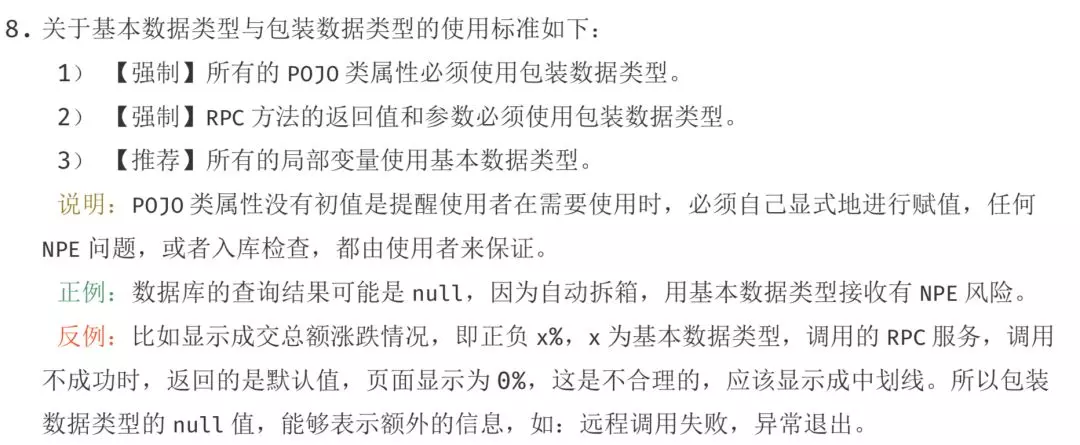 8. 关于基本数据类型与包装数据类型的使用标准如下：
1） 【强制】所有的 POJO 类属性必须使用包装数据类型。
2） 【强制】RPC 方法的返回值和参数必须使用包装数据类型。
3） 【推荐】所有的局部变量使用基本数据类型。
说明：POJO 类属性没有初值是提醒使用者在需要使用时，必须自己显式地进行赋值，任何
NPE 问题，或者入库检查，都由使用者来保证。
正例：数据库的查询结果可能是 null，因为自动拆箱，用基本数据类型接收有 NPE 风险。
反例：比如显示成交总额涨跌情况，即正负 x%，x 为基本数据类型，调用的 RPC 服务，调用
不成功时，返回的是默认值，页面显示为 0%，这是不合理的，应该显示成中划线。所以包装
数据类型的 null 值，能够表示额外的信息，如：远程调用失败，异常退出。